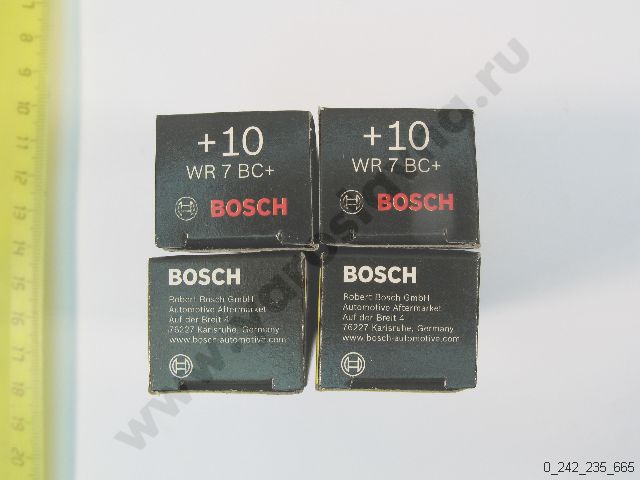 +10
WR 7 BC+
BOSCH
+10
WR 7 BC+
BOSCH
BOSCH
Robert Bosch GmbH
Automotive Aftermarket
Auf der Breit 4
76227 Karlsruhe, Germany
www.bosch-automotive.com
BOSCH
Robert Bosch GmbH
Automotive Aftermarket
Auf der Breit 4
76227 Karlsruhe, Germany
www.bosch-automotive.com
0_242_235_665